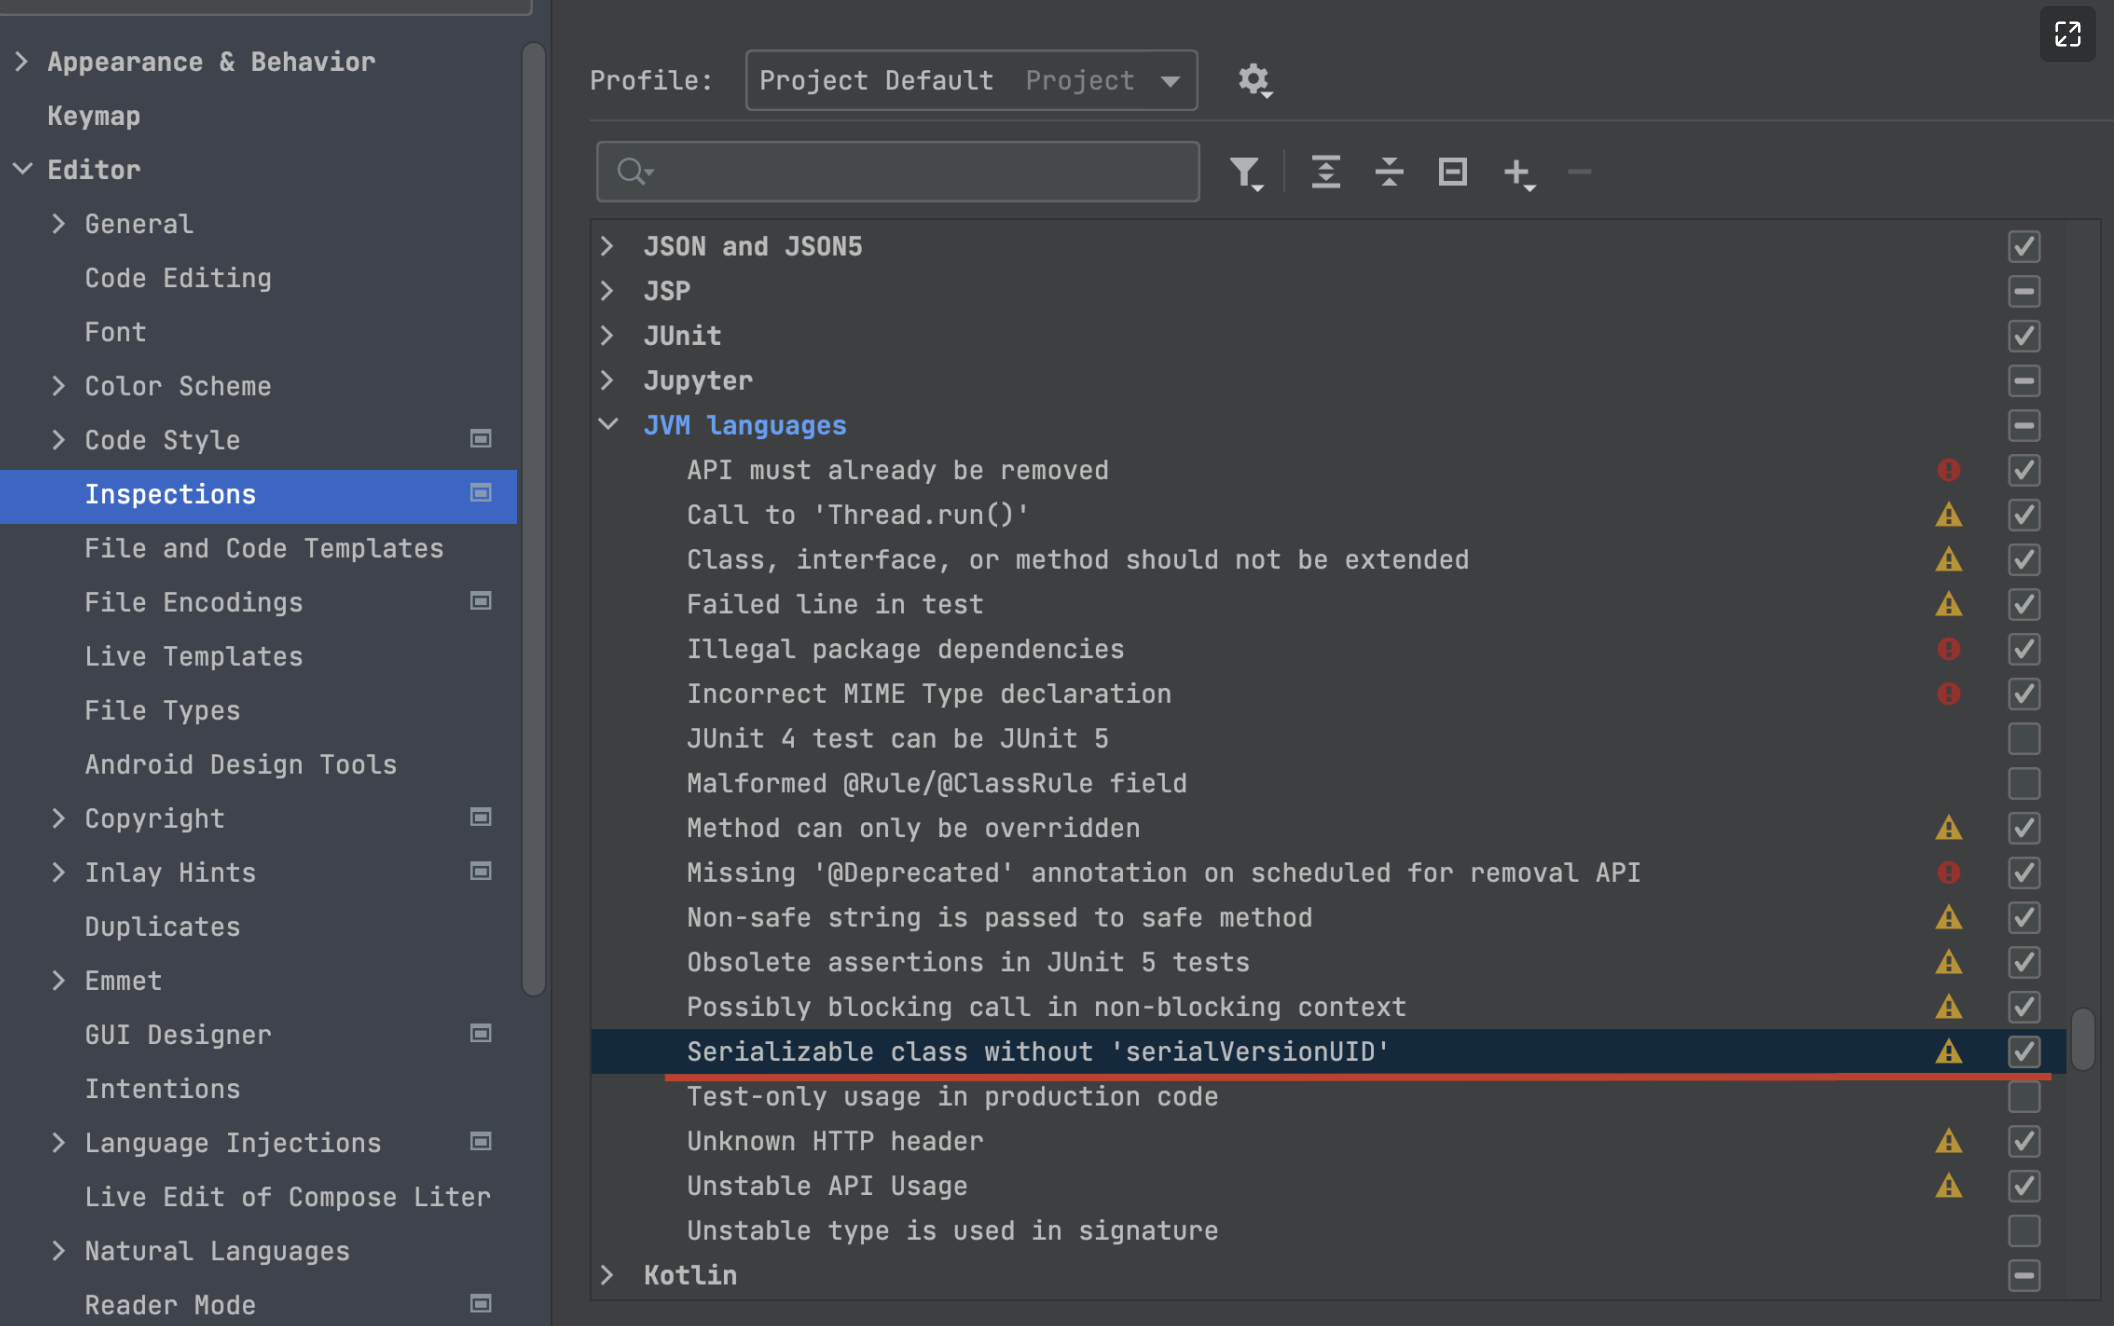 Appearance & Behavior
Keymap
Editor
General
Code Editing
Font
Color Scheme
Code Style
Inspections
File and Code Templates
File Encodings
Live Templates
File Types
Android Design Tools
Copyright
Inlay Hints
Duplicates
Emmet
GUI Designer
Intentions
Language Injections
Live Edit of Compose Liter
Natural Languages
Reader Mode
Profile: Project Default Project
JSON and JSON5
JSP
JUnit
Jupyter
JVM languages
API must already be removed
Call to 'Thread.run()'
Class, interface, or method should not be extended
Failed line in test
Illegal package dependencies
Incorrect MIME Type declaration
JUnit 4 test can be JUnit 5
Malformed @Rule/@ClassRule field
Method can only be overridden
Missing '@Deprecated' annotation on scheduled for removal API
Non-safe string is passed to safe method
Obsolete assertions in JUnit 5 tests
Possibly blocking call in non-blocking context
Serializable class without 'serialVersionUID'
Test-only usage in production code
Unknown HTTP header
Unstable API Usage
Unstable type is used in signature
Kotlin